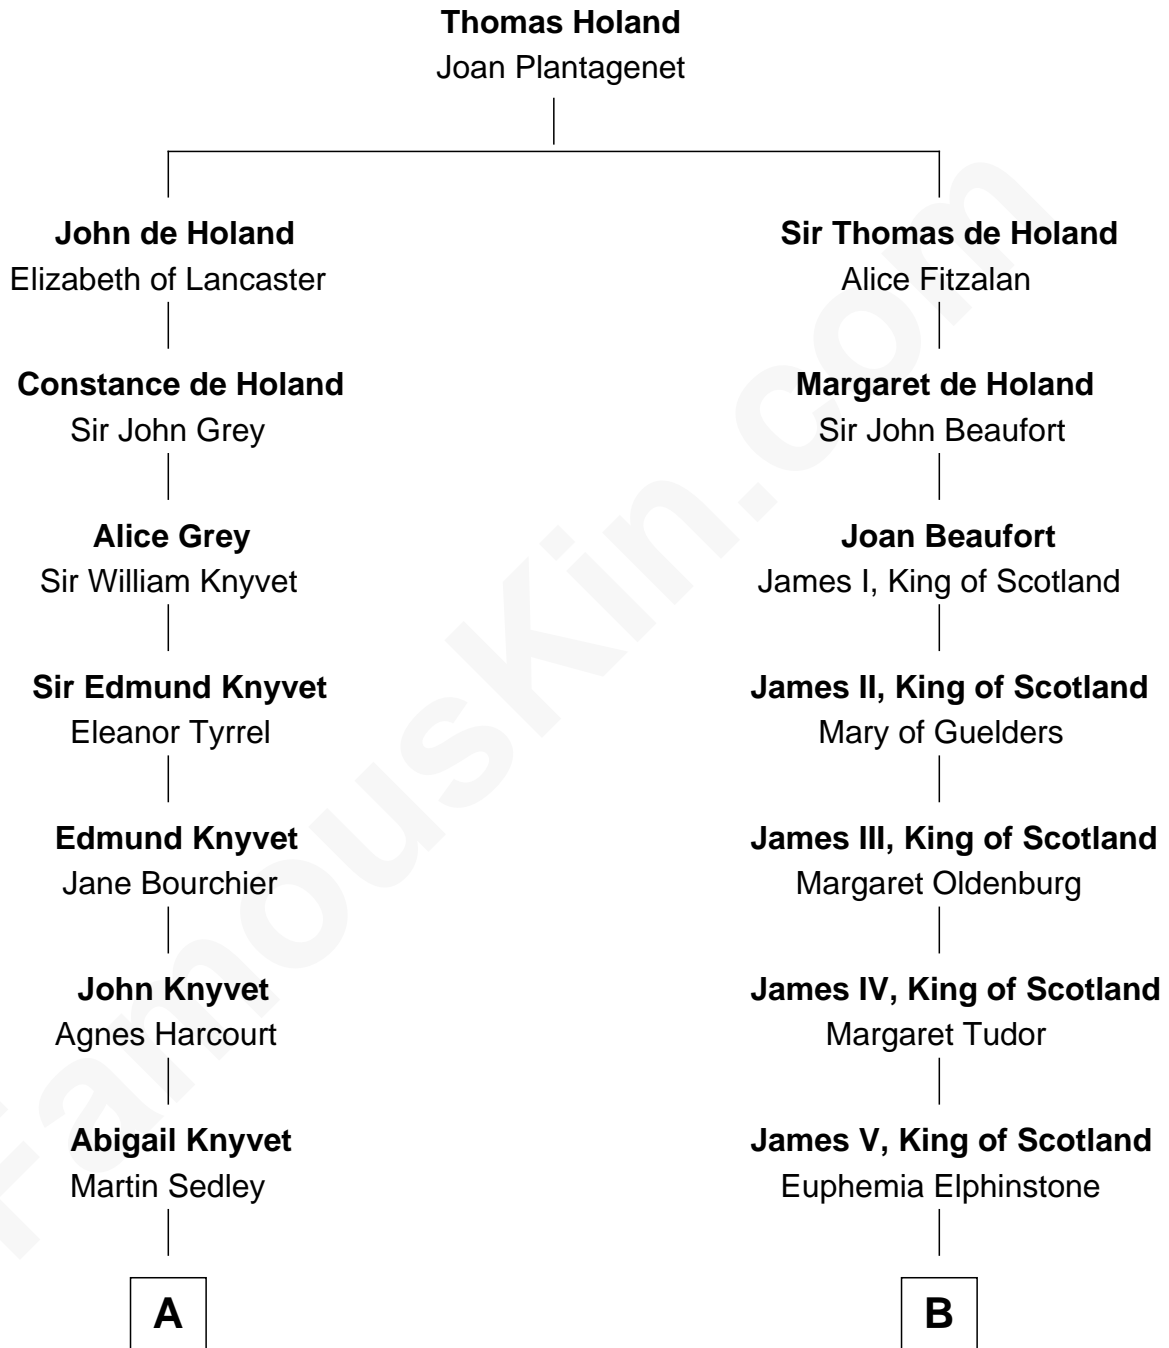 Thomas Holand
Joan Plantagenet
John de Holand
Elizabeth of Lancaster
Constance de Holand
Sir John Grey
Alice Grey
Sir William Knyvet
Sir Edmund Knyvet
Eleanor Tyrrel
Edmund Knyvet
Jane Bourchier
John Knyvet
Agnes Harcourt
Abigail Knyvet
Martin Sedley
A
Sir Thomas de Holand
Alice Fitzalan
Margaret de Holand
Sir John Beaufort
Joan Beaufort
James I, King of Scotland
James II, King of Scotland
Mary of Guelders
James III, King of Scotland
Margaret Oldenburg
James IV, King of Scotland
Margaret Tudor
James V, King of Scotland
Euphemia Elphinstone
B
FamousKin.com